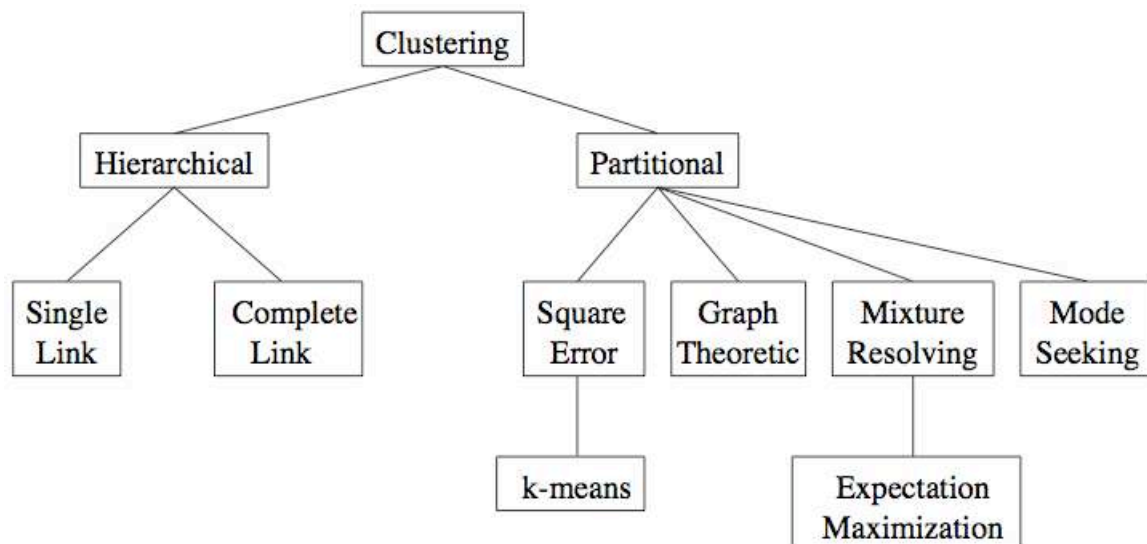 Clustering
Hierarchical
Partitional
Single
Link
Complete
Link
Square
Error
Graph
Theoretic
Mixture
Resolving
Mode
Seeking
k-means
Expectation
Maximization